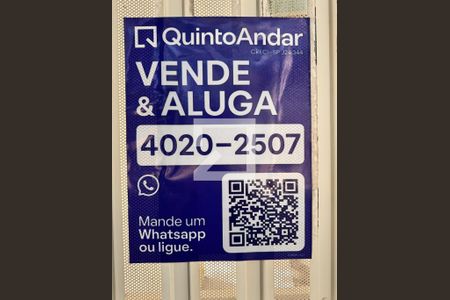 QuintoAndar
VENDE
& ALUGA
4020-2507
Mande um
Whatsapp
ou ligue.